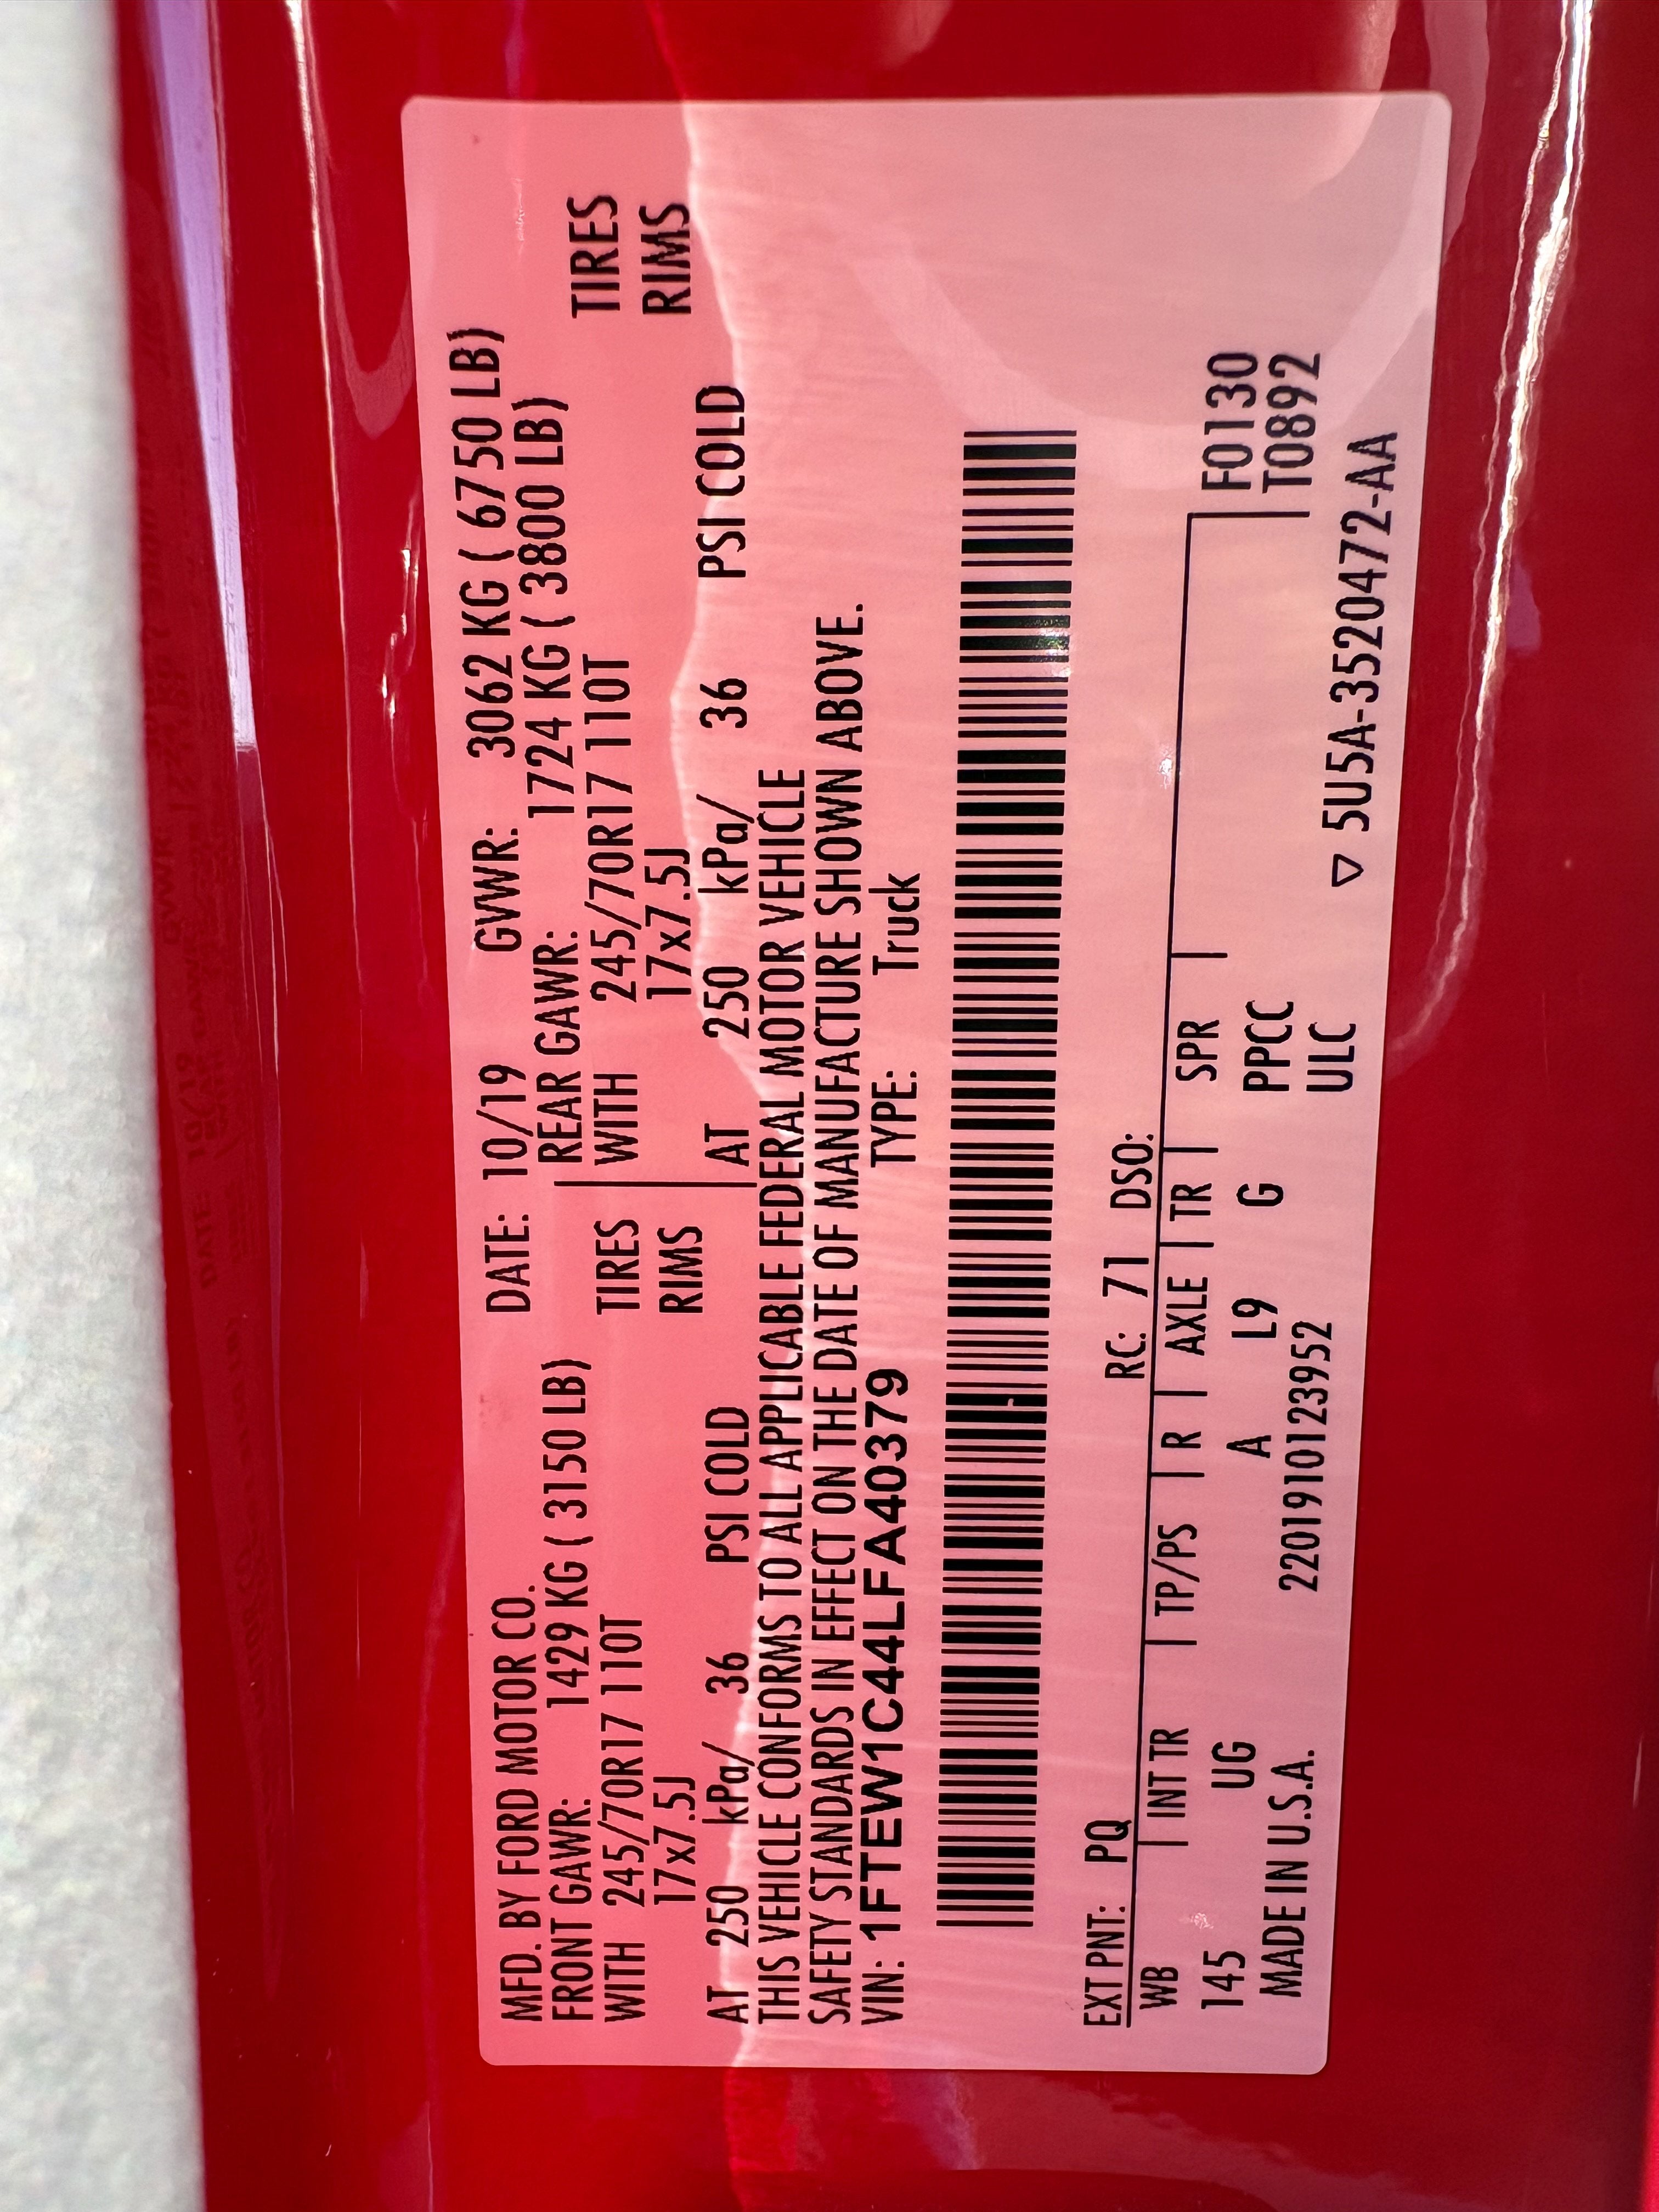 MFD. BY FORD MOTOR CO. DATE: 10/19 GVWR: 3062 KG ( 6750 LB)
FRONT GAWR: 1429 KG ( 3150 LB) REAR GAWR: 1724 KG ( 3800 LB)
WITH 245/70R17 110T TIRES WITH 245/70R17 110T TIRES
17x7.5J RIMS 17x7.5J RIMS
AT 250 kPa/ 36 PSI COLD AT 250 kPa/ 36 PSI COLD
THIS VEHICLE CONFORMS TO ALL APPLICABLE FEDERAL MOTOR VEHICLE
SAFETY STANDARDS IN EFFECT ON THE DATE OF MANUFACTURE SHOWN ABOVE.
VIN: 1FTEW1C44LFA40379 TYPE: Truck
EXT PNT: PQ RC: 71 DSO:
WB INT TR TP/PS R AXLE TR SPR F0130
145 UG A L9 G PPCC T0892
MADE IN U.S.A. 220191012395​2 ULC
▽ 5U5A-3520472-AA